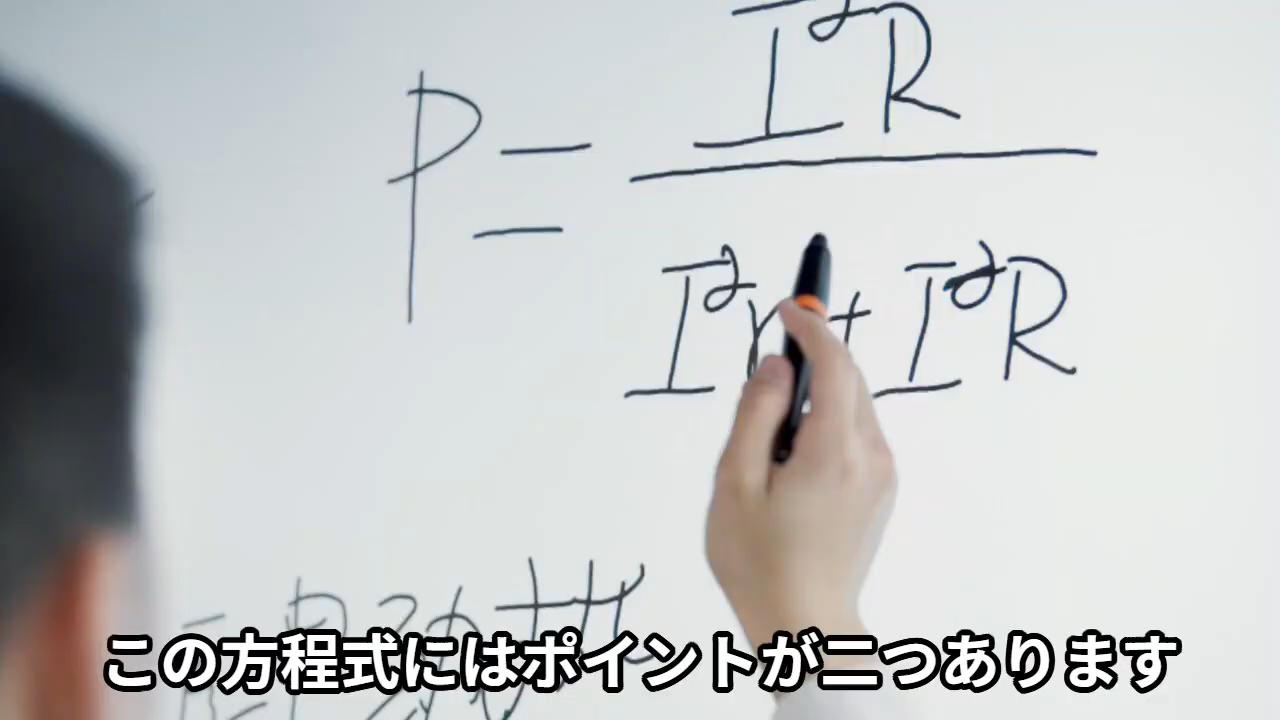 P = I²R / (I²r + I²R)
この方程式にはポイントが二つあります